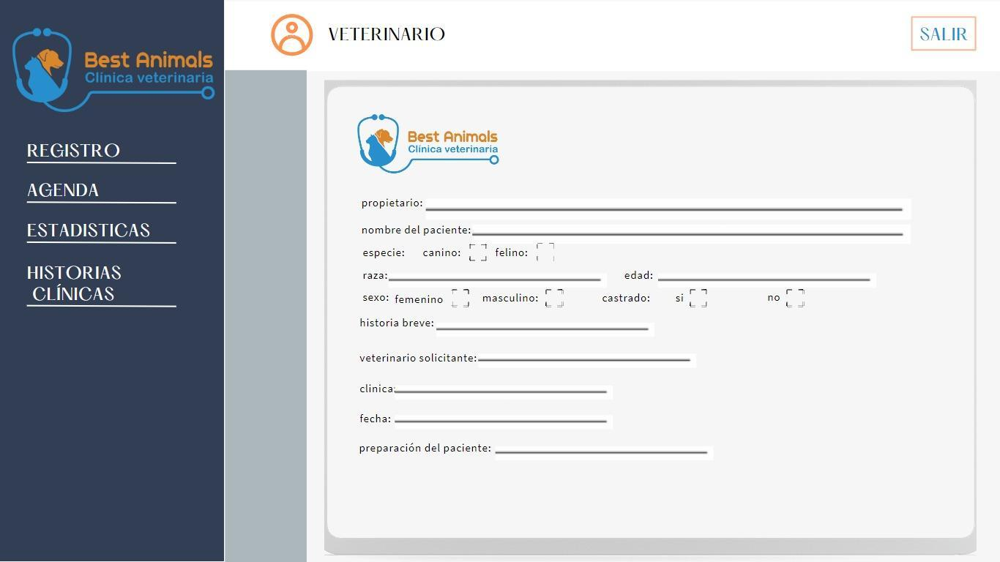 Best Animals
Clínica veterinaria
REGISTRO
AGENDA
ESTADISTICAS
HISTORIAS
CLÍNICAS
VETERINARIO
SALIR
Best Animals
Clínica veterinaria
propietario:
nombre del paciente:
especie: canino: felino:
raza: edad:
sexo: femenino masculino: castrado: si no
historia breve:
veterinario solicitante:
clinica:
fecha:
preparación del paciente: